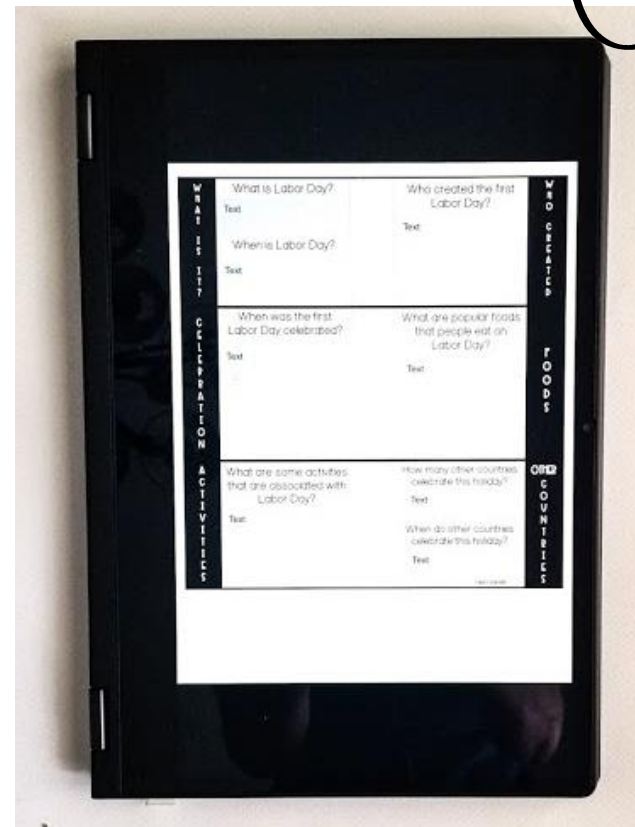 WHAT IS IT?
What is Labor Day?
Text
When is Labor Day?
Text
Who created the first
Labor Day?
Text
WHO CREATED
CELEBRATION
When was the first
Labor Day celebrated?
Text
What are popular foods
that people eat on
Labor Day?
Text
FOODS
ACTIVITIES
What are some activities
that are associated with
Labor Day?
Text
How many other countries
celebrate this holiday?
Text
When do other countries
celebrate this holiday?
Text
OTHER COUNTRIES